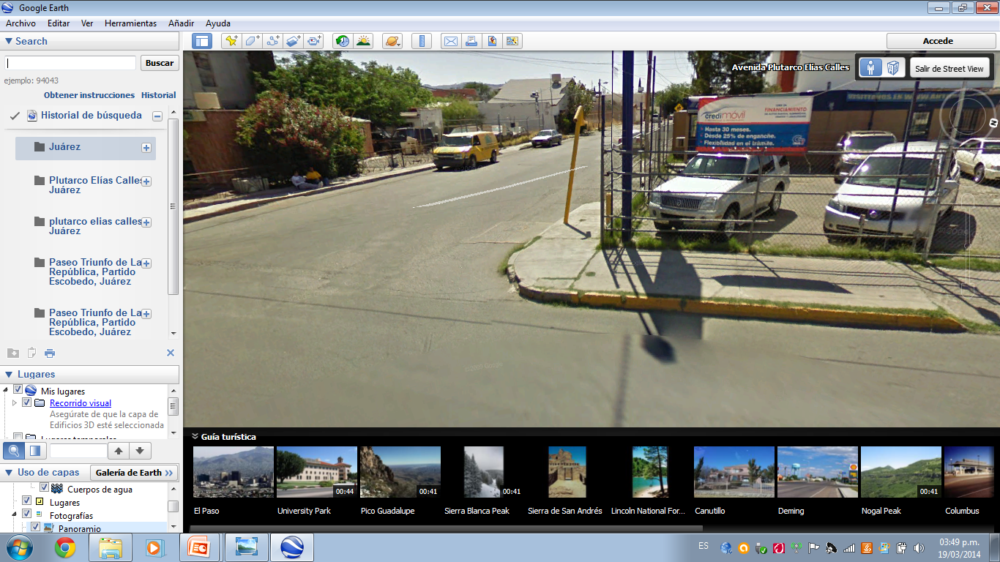 Google Earth
Archivo Editar Ver Herramientas Añadir Ayuda
Search
Buscar
ejemplo: 94043
Obtener instrucciones Historial
Historial de búsqueda
Juárez
Plutarco Elías Calles
Juárez
plutarco elias calles
Juárez
Paseo Triunfo de La
República, Partido
Escobedo, Juárez
Paseo Triunfo de La
República, Partido
Escobedo, Juárez
Lugares
Mis lugares
Recorrido visual
Asegúrate de que la capa de
Edificios 3D esté seleccionada
Lugares temporales
Uso de capas
Galería de Earth >>
Cuerpos de agua
Lugares
Fotografías
Panoramio
Accede
Avenida Plutarco Elías Calles
Salir de Street View
N
credimóvil
FINANCIAMIENTO
Hasta 30 meses.
Desde 25% de enganche.
Flexibilidad en el trámite.
Guía turística
00:44
00:41
00:41
00:41
El Paso
University Park
Pico Guadalupe
Sierra Blanca Peak
Sierra de San Andrés
Lincoln National For...
Canutillo
Deming
Nogal Peak
Columbus
ES
03:49 p.m.
19/03/2014